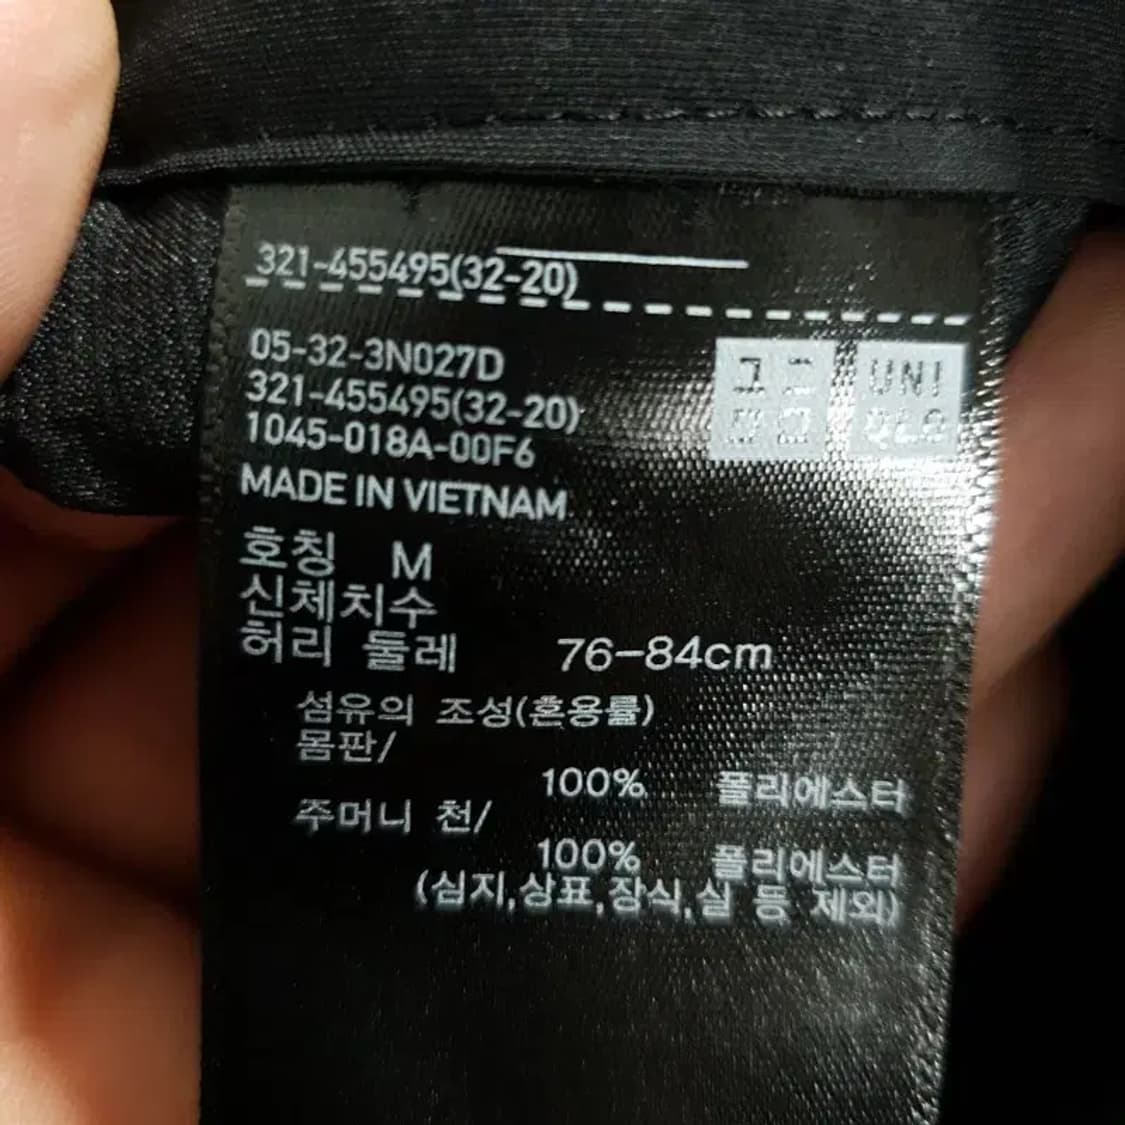 321-455495(32-20)
05-32-3N027D
321-455495(32-20)
1045-018A-00F6
MADE IN VIETNAM
UNI
QLO
호칭 M
신체치수
허리 둘레 76-84cm
섬유의 조성(혼용률)
몸판/
100% 폴리에스터
주머니 천/
100% 폴리에스터
(심지,상표,장식,실 등 제외)